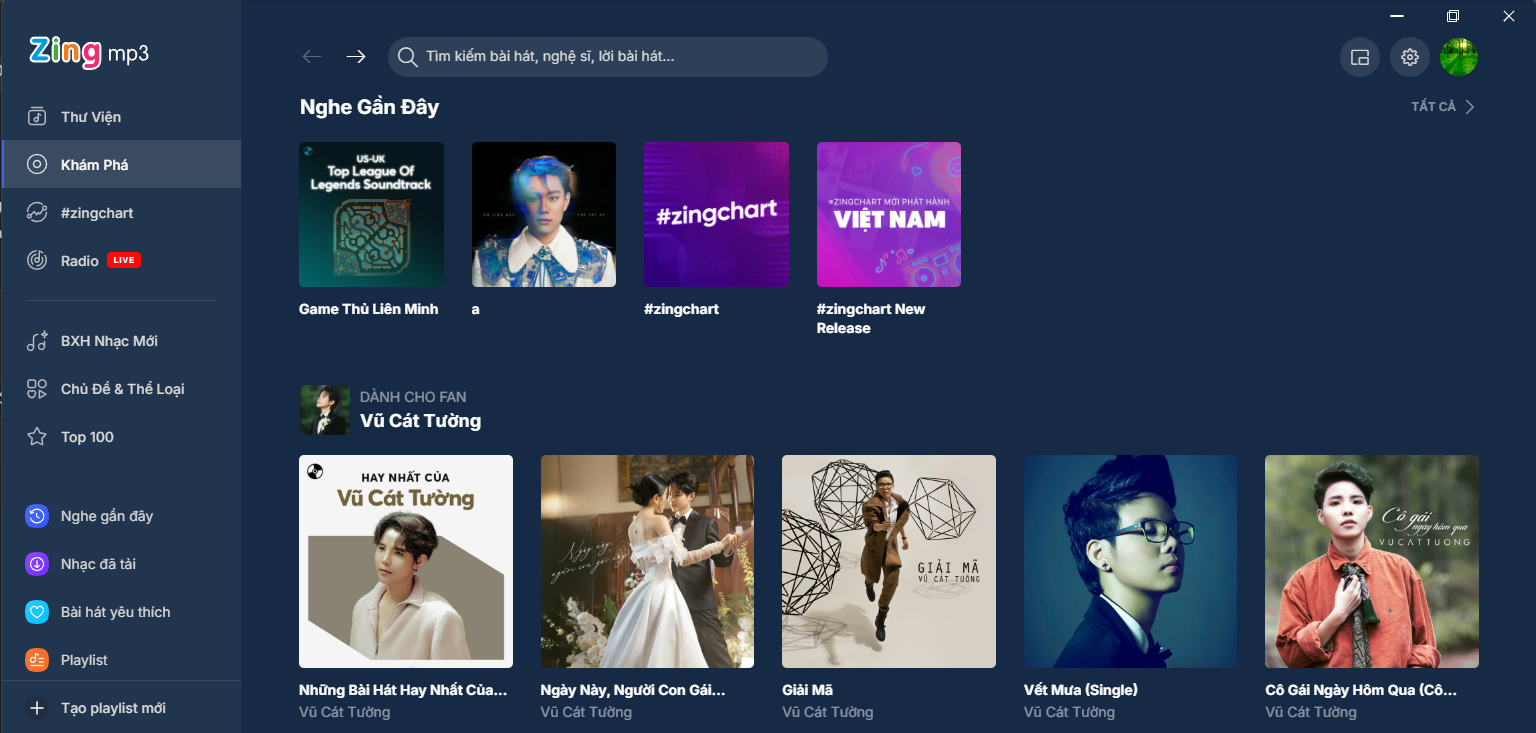 Zing mp3
Tìm kiếm bài hát, nghệ sĩ, lời bài hát...
Thư Viện
Khám Phá
#zingchart
Radio LIVE
BXH Nhạc Mới
Chủ Đề & Thể Loại
Top 100
Nghe gần đây
Nhạc đã tải
Bài hát yêu thích
Playlist
Tạo playlist mới
Nghe Gần Đây
TẤT CẢ
US-UK
Top League Of
Legends Soundtrack
Game Thủ Liên Minh
a
#zingchart
#zingchart
#ZINGCHART MỚI PHÁT HÀNH
VIỆT NAM
#zingchart New
Release
DÀNH CHO FAN
Vũ Cát Tường
HAY NHẤT CỦA
Vũ Cát Tường
Những Bài Hát Hay Nhất Của...
Vũ Cát Tường
Ngày này,
người con gái này
Ngày Này, Người Con Gái...
Vũ Cát Tường
GIẢI MÃ
VŨ CÁT TƯỜNG
Giải Mã
Vũ Cát Tường
Vết Mưa (Single)
Vũ Cát Tường
Cô gái
ngày hôm qua
VUCATTUONG
Cô Gái Ngày Hôm Qua (Cô...
Vũ Cát Tường